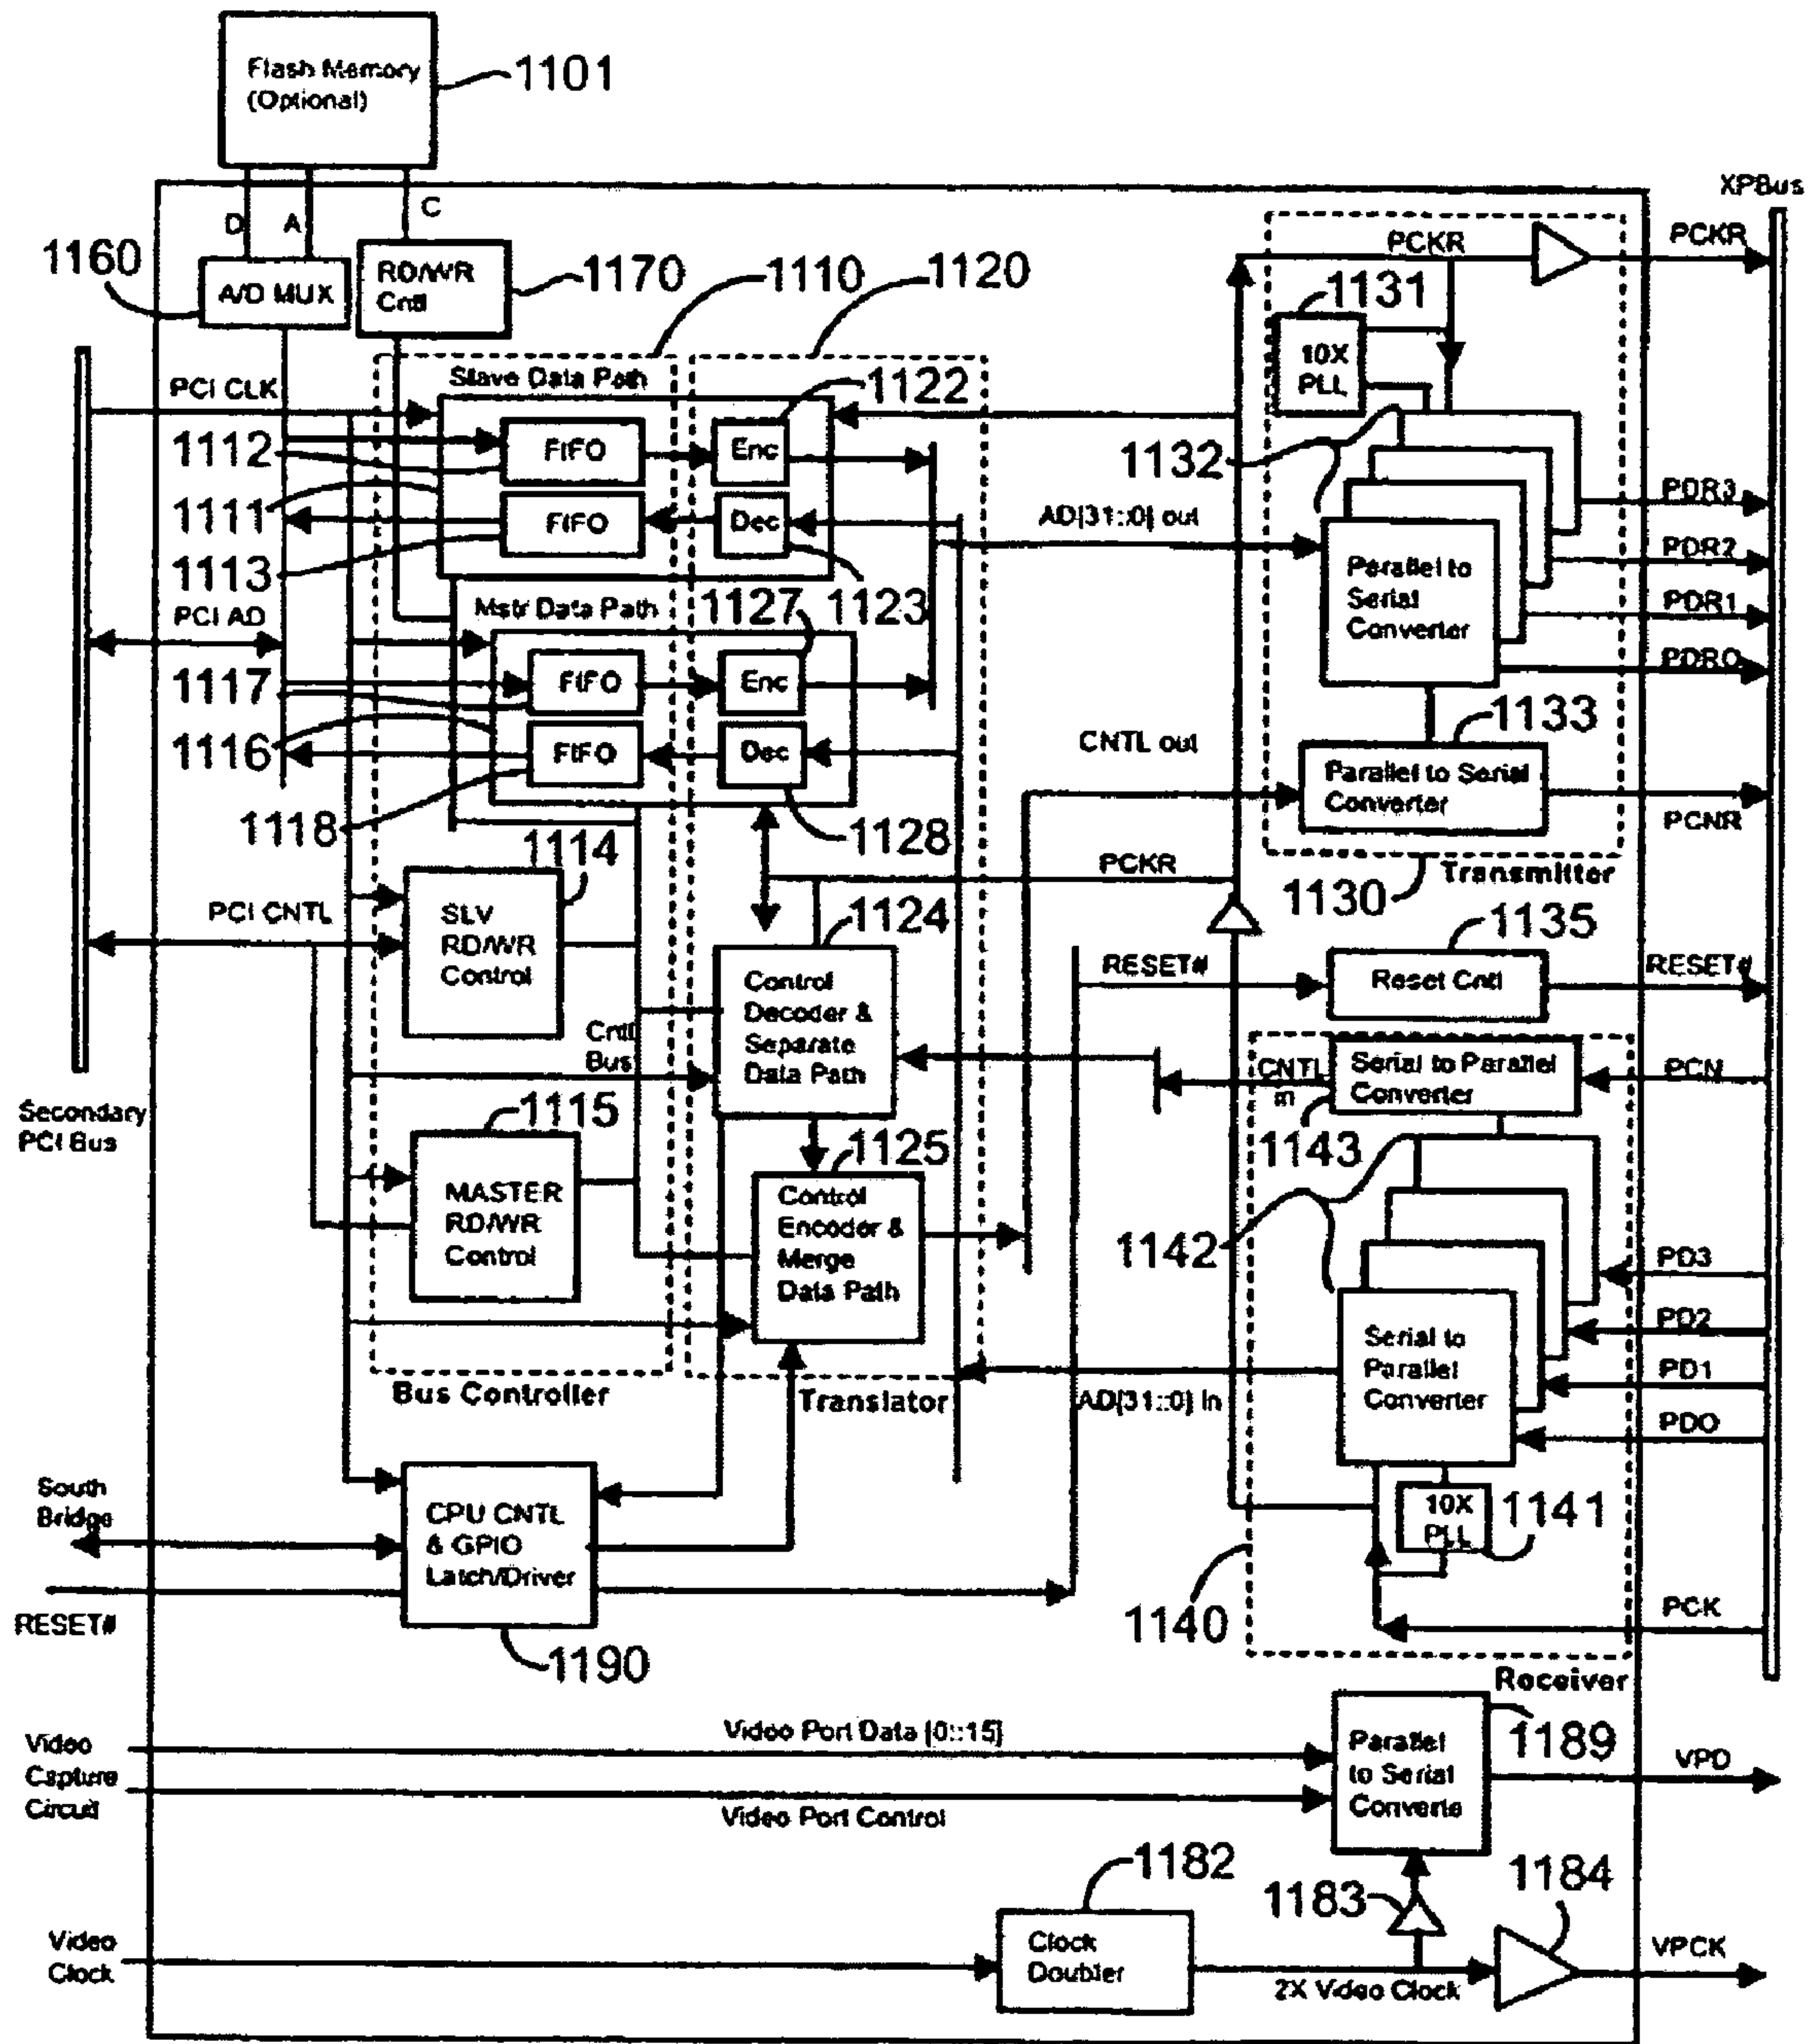 Flash Memory
(Optional)
1101
XPBus
D
A
C
1160
A/D MUX
RD/WR
Cntl
1170
1110
1120
PCKR
PCKR
1131
10X
PLL
Slave Data Path
1122
PCI CLK
1112
FIFO
Enc
1132
1111
FIFO
Dec
AD[31::0] out
PDR3
1113
Parallel to
Serial
Converter
PDR2
Mstr Data Path
1127
1123
PDR1
PCI AD
PDRO
1117
FIFO
Enc
1116
FIFO
Dec
CNTL out
1133
Parallel to Serial
Converter
1118
1114
1128
PCNR
PCKR
Transmitter
1130
PCI CNTL
SLV
RD/WR
Control
1124
1135
RESET#
Reset Cntl
RESET#
Control
Decoder &
Separate
Data Path
Cntl
Bus
CNTL
in
Serial to Parallel
Converter
PCN
Secondary
PCI Bus
1115
1125
1143
MASTER
RD/WR
Control
Control
Encoder &
Merge
Data Path
1142
PD3
PD2
Serial to
Parallel
Converter
PD1
Bus Controller
Translator
AD[31::0] In
PDO
South
Bridge
CPU CNTL
& GPIO
Latch/Driver
10X
PLL
1141
RESET#
1140
PCK
1190
Receiver
Video
Capture
Circuit
Video Port Data [0::15]
Video Port Control
Parallel
to Serial
Converte
1189
VPD
1182
1183
1184
Video
Clock
Clock
Doubler
2X Video Clock
VPCK